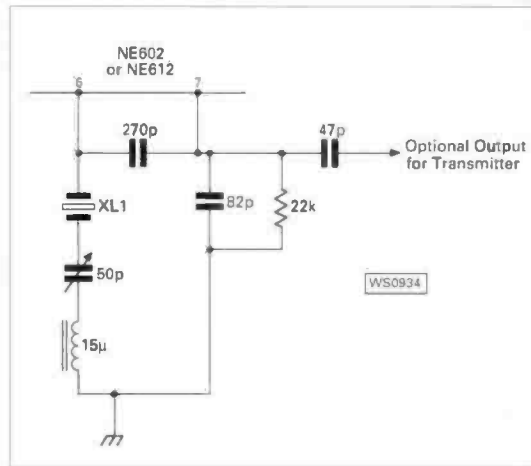 NE602
or NE612
6
7
270p
47p
Optional Output
for Transmitter
XL1
82p
22k
50p
WS0934
15µ